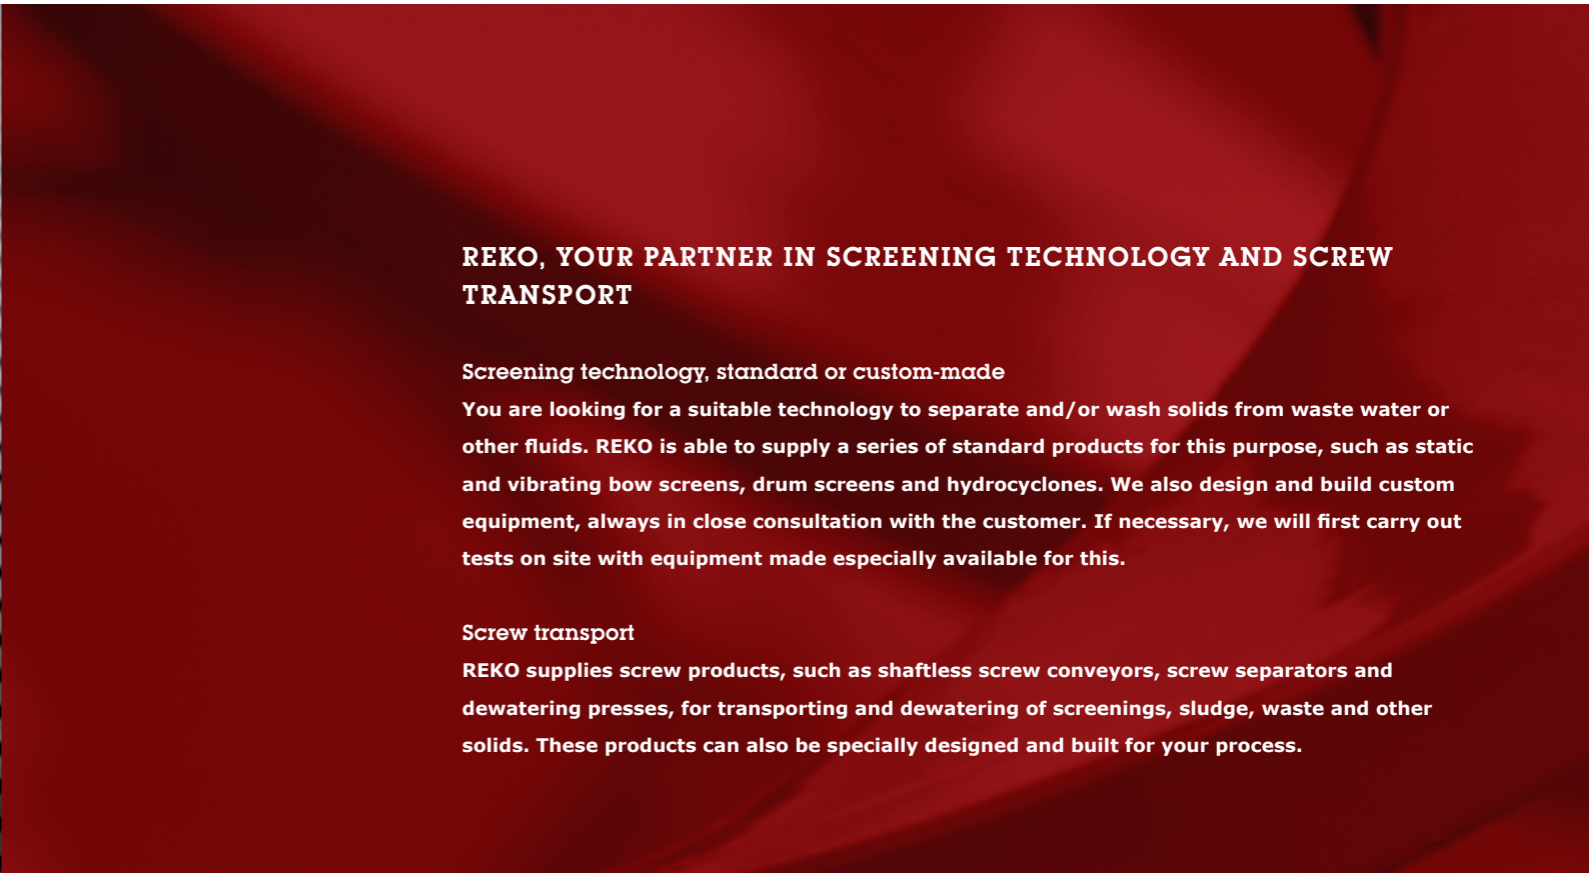 REKO, YOUR PARTNER IN SCREENING TECHNOLOGY AND SCREW
TRANSPORT
Screening technology, standard or custom-made
You are looking for a suitable technology to separate and/or wash solids from waste water or
other fluids. REKO is able to supply a series of standard products for this purpose, such as static
and vibrating bow screens, drum screens and hydrocyclones. We also design and build custom
equipment, always in close consultation with the customer. If necessary, we will first carry out
tests on site with equipment made especially available for this.
Screw transport
REKO supplies screw products, such as shaftless screw conveyors, screw separators and
dewatering presses, for transporting and dewatering of screenings, sludge, waste and other
solids. These products can also be specially designed and built for your process.